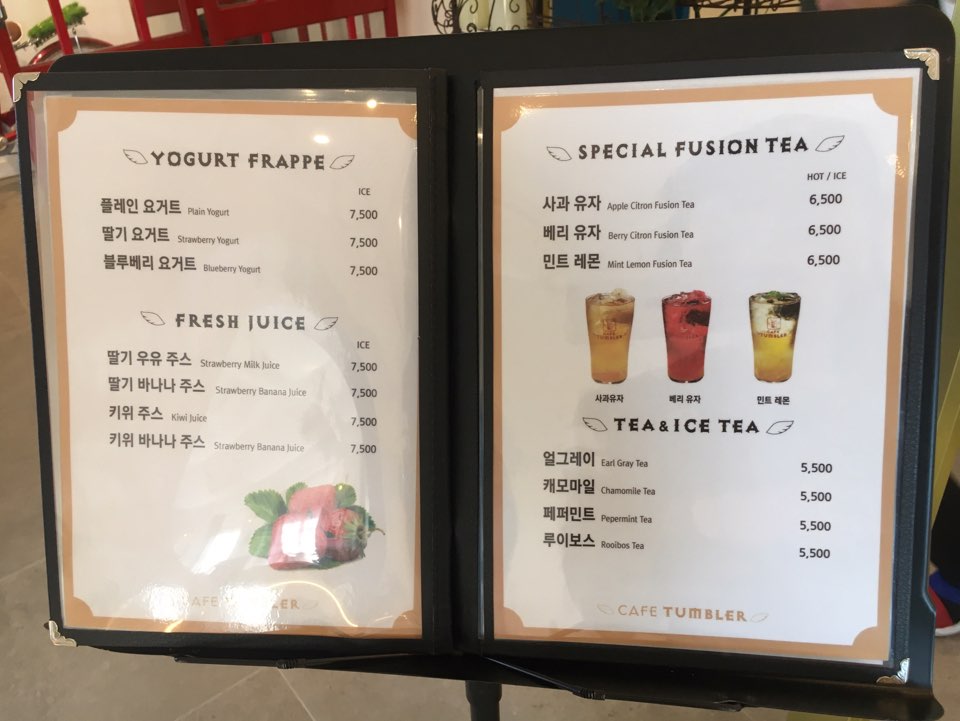 YOGURT FRAPPE
ICE
플레인 요거트 Plain Yogurt 7,500
딸기 요거트 Strawberry Yogurt 7,500
블루베리 요거트 Blueberry Yogurt 7,500
FRESH JUICE
ICE
딸기 우유 주스 Strawberry Milk Juice 7,500
딸기 바나나 주스 Strawberry Banana Juice 7,500
키위 주스 Kiwi Juice 7,500
키위 바나나 주스 Strawberry Banana Juice 7,500
CAFE TUMBLER
SPECIAL FUSION TEA
HOT / ICE
사과 유자 Apple Citron Fusion Tea 6,500
베리 유자 Berry Citron Fusion Tea 6,500
민트 레몬 Mint Lemon Fusion Tea 6,500
사과유자 베리 유자 민트 레몬
TEA & ICE TEA
얼그레이 Earl Gray Tea 5,500
캐모마일 Chamomile Tea 5,500
페퍼민트 Pepermint Tea 5,500
루이보스 Rooibos Tea 5,500
CAFE TUMBLER